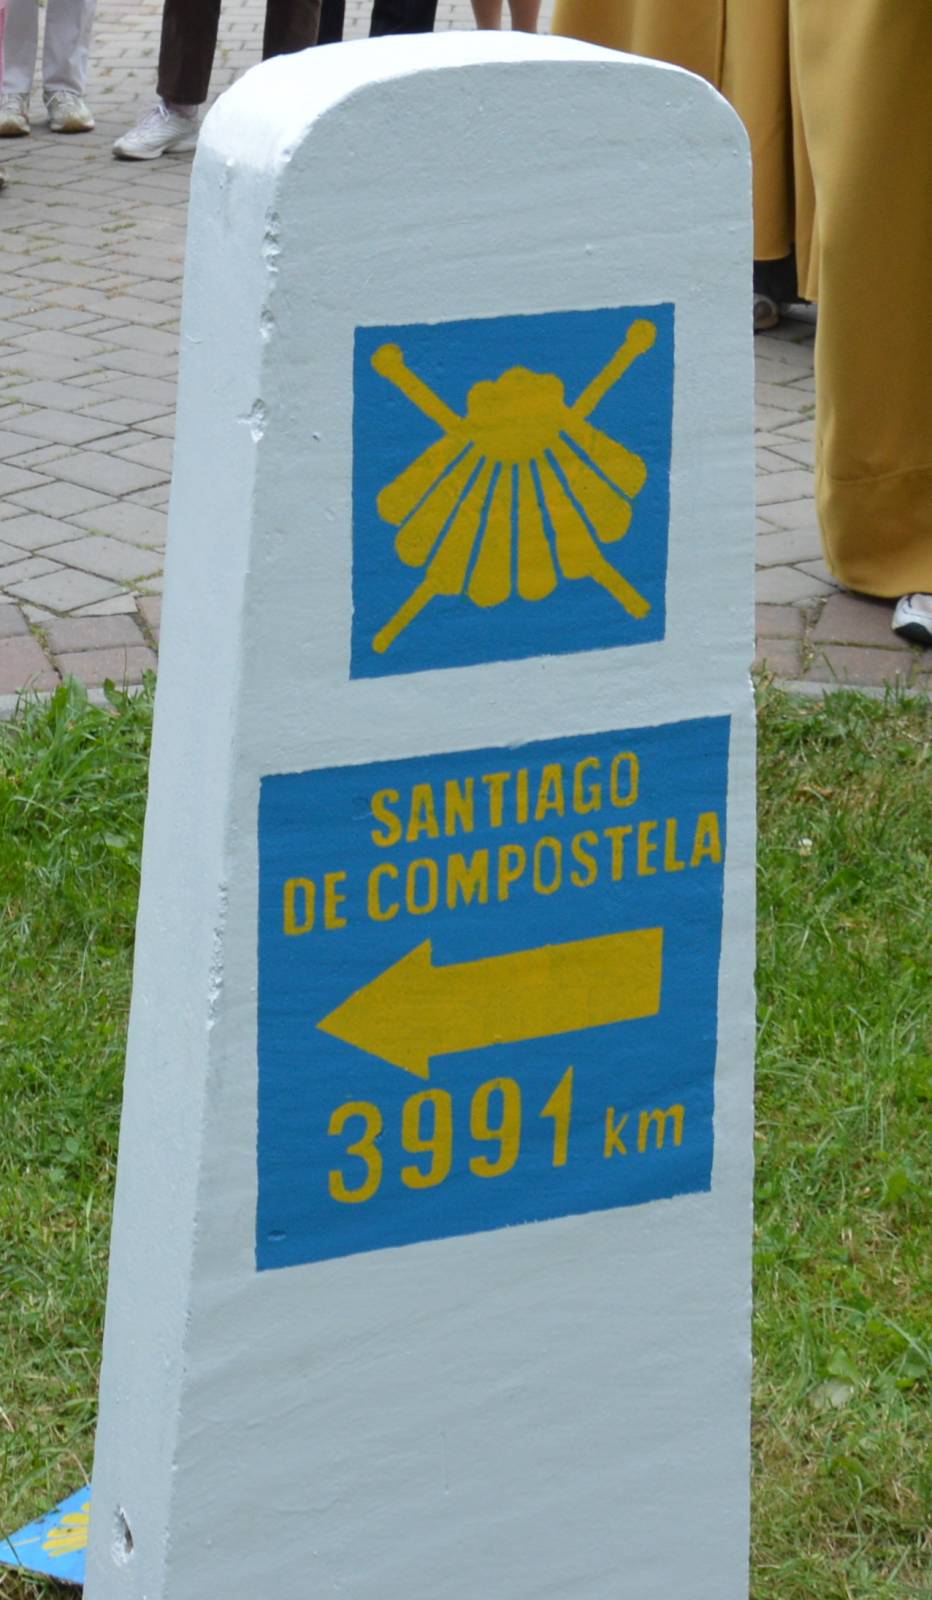 SANTIAGO
DE COMPOSTELA
3991 km